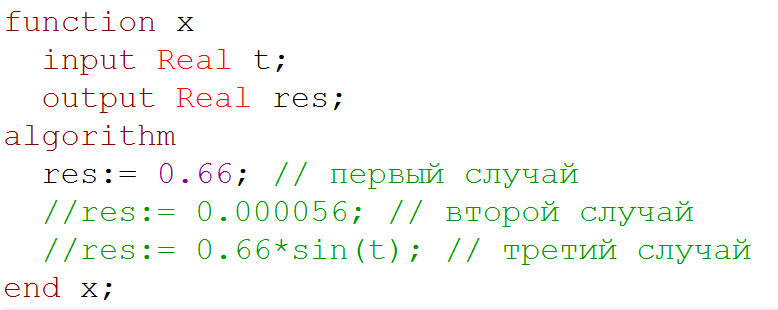 function x
  input Real t;
  output Real res;
algorithm
  res:= 0.66; // первый случай
  //res:= 0.000056; // второй случай
  //res:= 0.66*sin(t); // третий случай
end x;